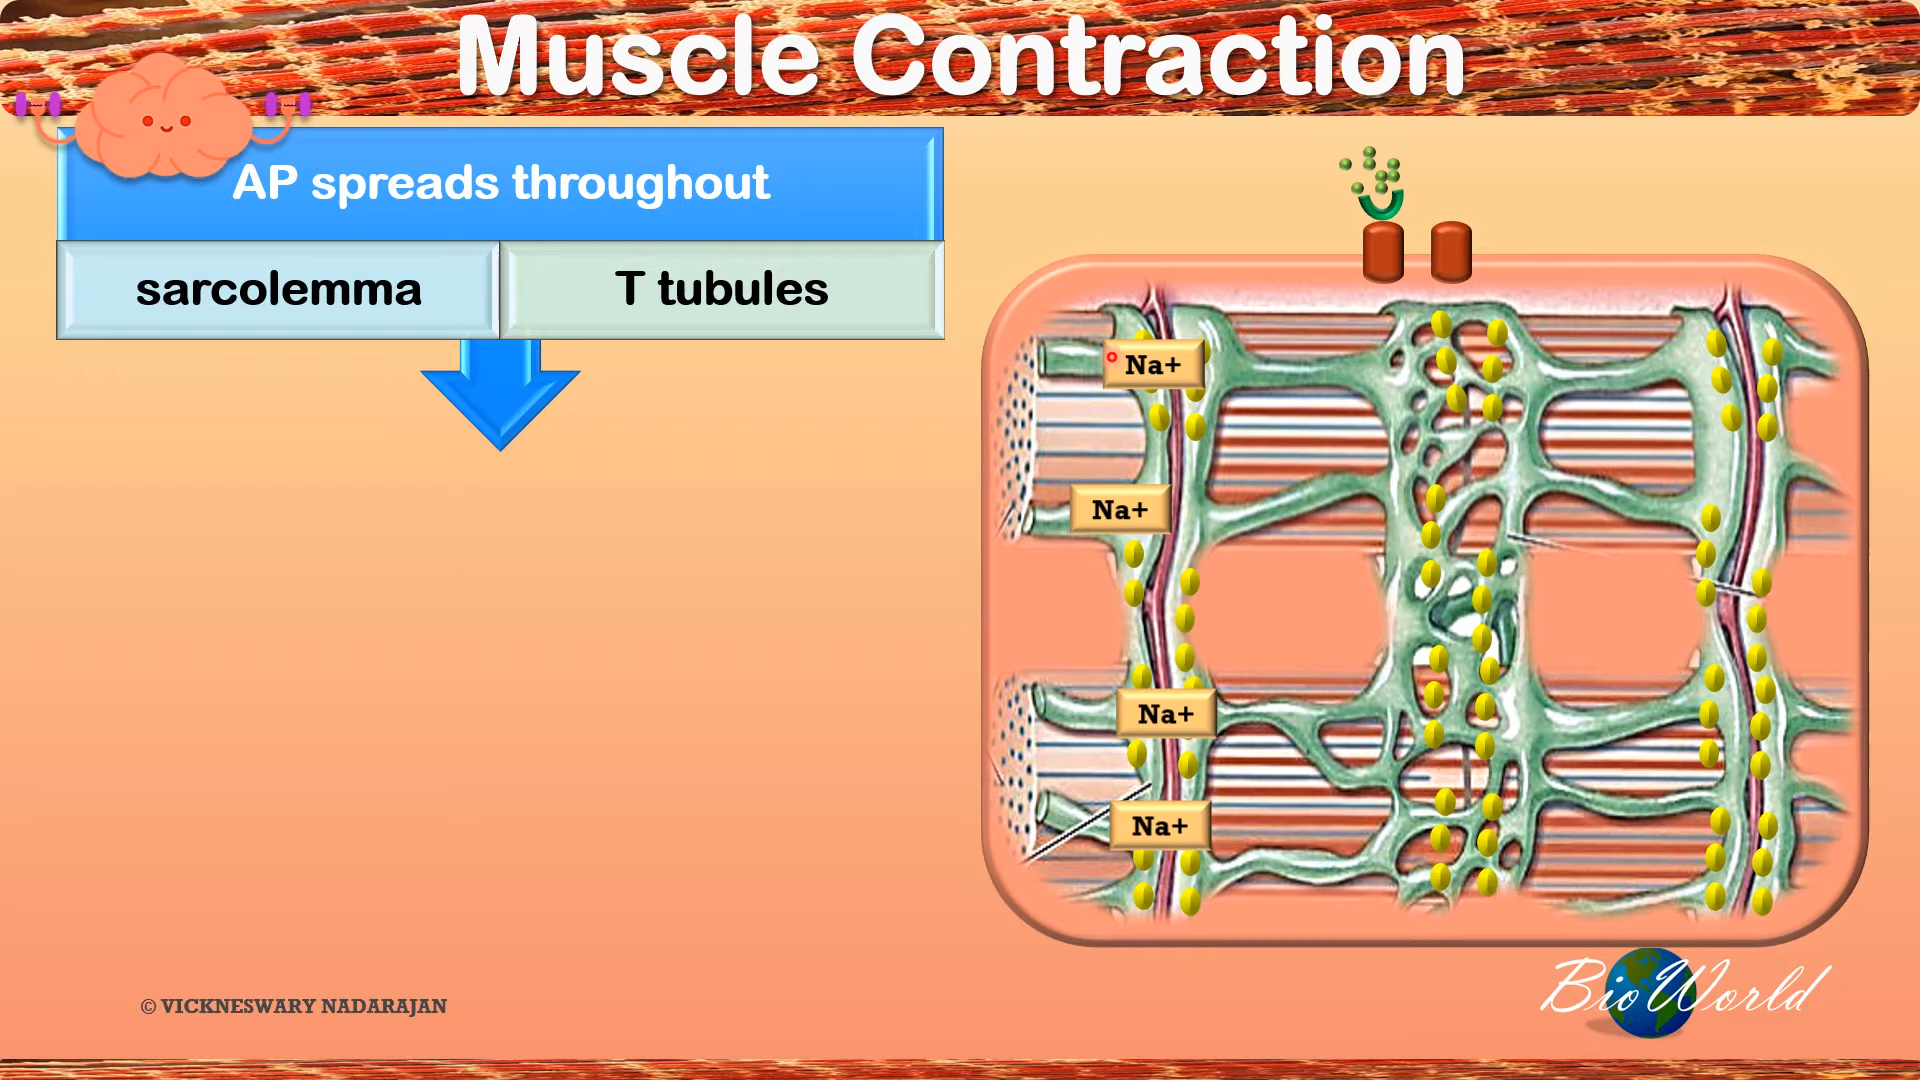 Muscle Contraction
AP spreads throughout
sarcolemma
T tubules
Na+
Na+
Na+
Na+
© VICKNESWARY NADARAJAN
BioWorld